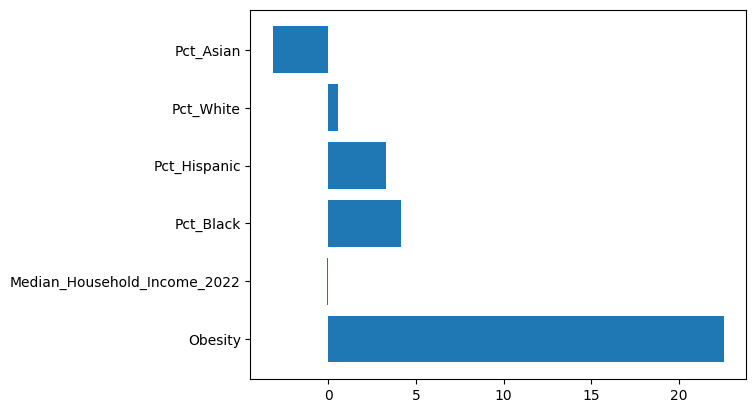 Pct_Asian
Pct_White
Pct_Hispanic
Pct_Black
Median_Household_Income_2022
Obesity
0 5 10 15 20